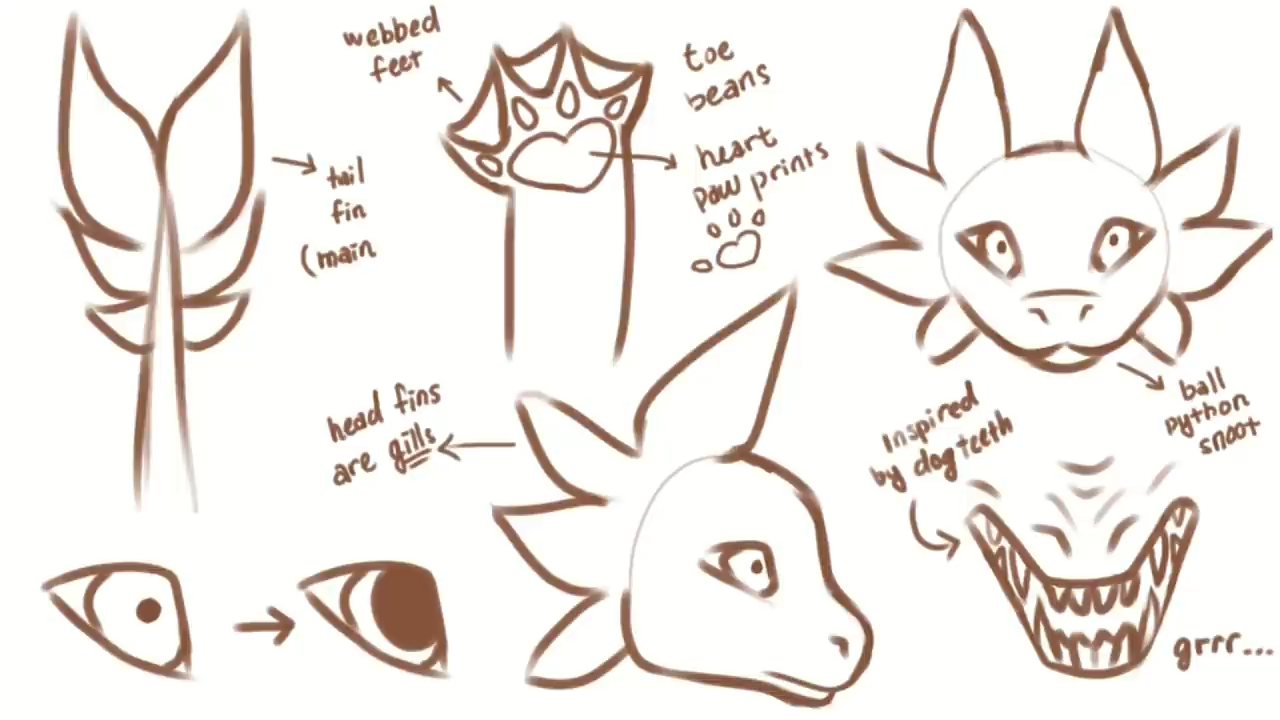 webbed
feet
toe
beans
heart
paw prints
tail
fin
(main
head fins
are gills
inspired
by dog teeth
ball
python
snoot
grrr...